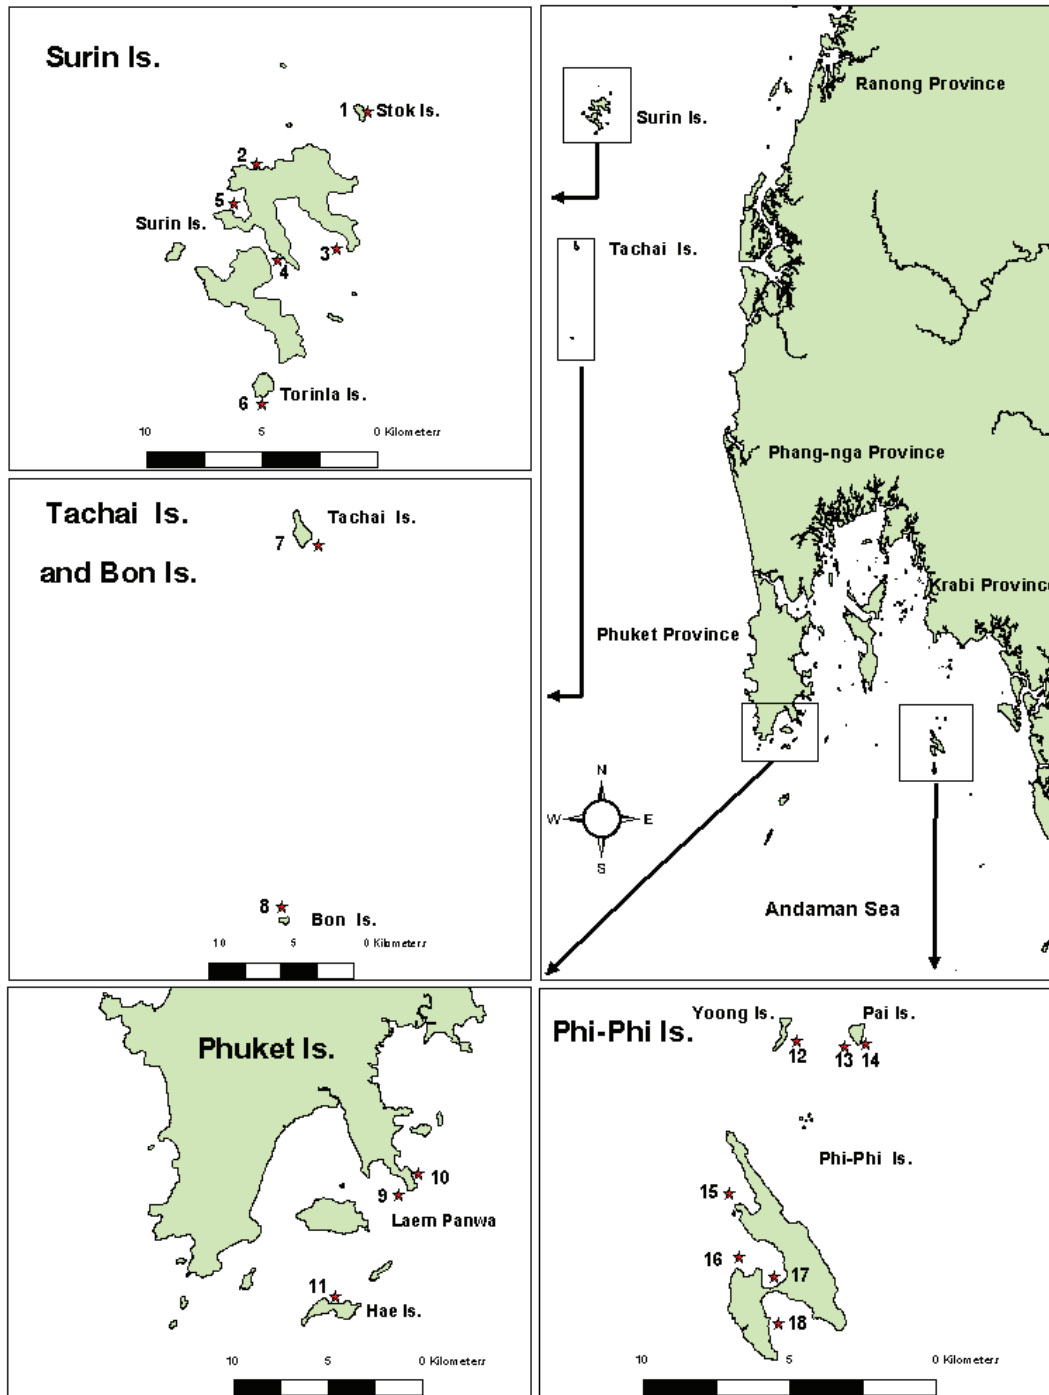 Surin Is.
1
Stok Is.
2
5
Surin Is.
3
4
Torinla Is.
6
10 5 0 Kilometers
Ranong Province
Surin Is.
Tachai Is.
Phang-nga Province
Krabi Province
Phuket Province
N
W E
S
Andaman Sea
Tachai Is.
and Bon Is.
Tachai Is.
7
8
Bon Is.
10 5 0 Kilometers
Phuket Is.
10
9
Laem Panwa
11
Hae Is.
10 5 0 Kilometers
Phi-Phi Is.
Yoong Is. Pai Is.
12 13 14
Phi-Phi Is.
15
16
17
18
10 5 0 Kilometers